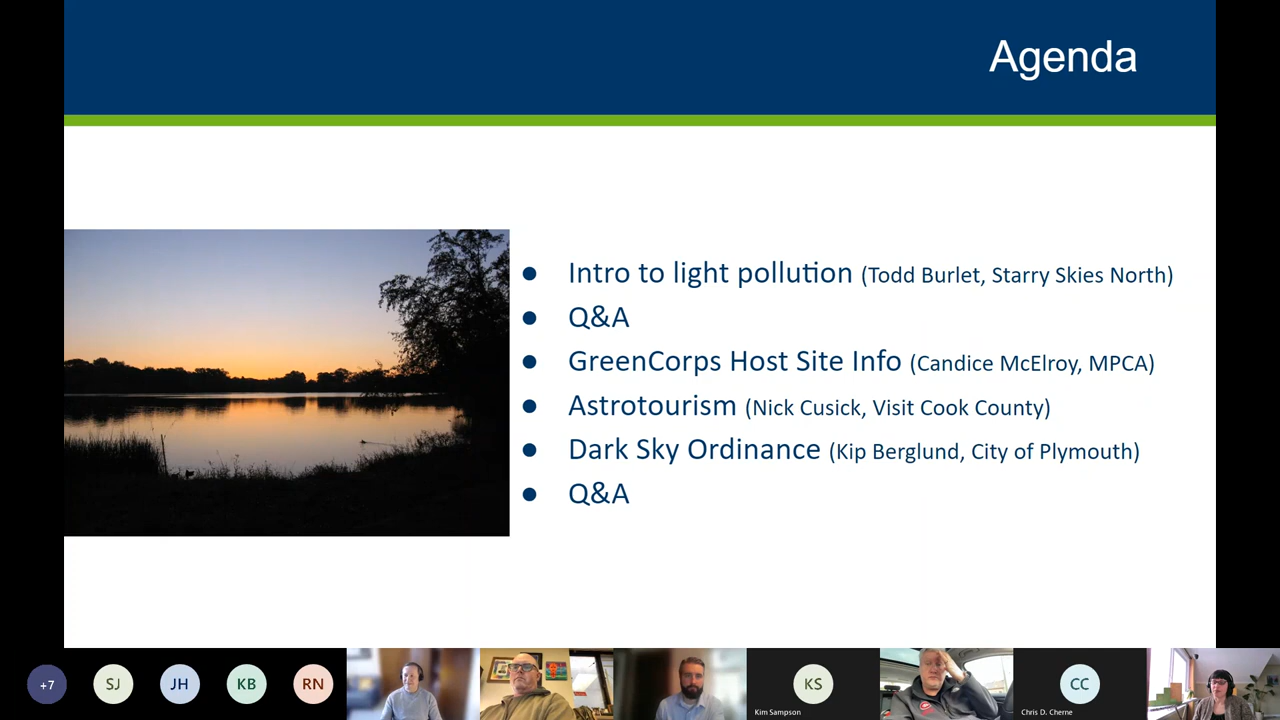 Agenda
Intro to light pollution (Todd Burlet, Starry Skies North)
Q&A
GreenCorps Host Site Info (Candice McElroy, MPCA)
Astrotourism (Nick Cusick, Visit Cook County)
Dark Sky Ordinance (Kip Berglund, City of Plymouth)
Q&A
+7
SJ
JH
KB
RN
KS
Kim Sampson
CC
Chris D. Cherne